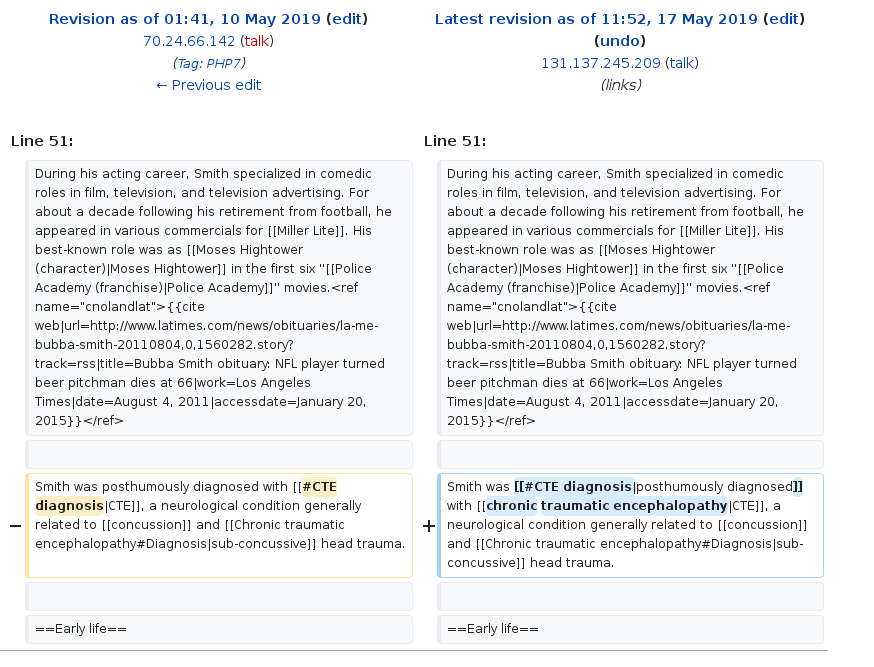 Revision as of 01:41, 10 May 2019 (edit)
70.24.66.142 (talk)
(Tag: PHP7)
← Previous edit
Latest revision as of 11:52, 17 May 2019 (edit)
(undo)
131.137.245.209 (talk)
(links)
Line 51:
Line 51:
During his acting career, Smith specialized in comedic
roles in film, television, and television advertising. For
about a decade following his retirement from football, he
appeared in various commercials for [[Miller Lite]]. His
best-known role was as [[Moses Hightower
(character)|Moses Hightower]] in the first six ''[[Police
Academy (franchise)|Police Academy]]'' movies.<ref
name="cnolandlat">{{cite
web|url=http://www.latimes.com/news/obituaries/la-me-
bubba-smith-20110804,0,1560282.story?
track=rss|title=Bubba Smith obituary: NFL player turned
beer pitchman dies at 66|work=Los Angeles
Times|date=August 4, 2011|accessdate=January 20,
2015}}</ref>
During his acting career, Smith specialized in comedic
roles in film, television, and television advertising. For
about a decade following his retirement from football, he
appeared in various commercials for [[Miller Lite]]. His
best-known role was as [[Moses Hightower
(character)|Moses Hightower]] in the first six ''[[Police
Academy (franchise)|Police Academy]]'' movies.<ref
name="cnolandlat">{{cite
web|url=http://www.latimes.com/news/obituaries/la-me-
bubba-smith-20110804,0,1560282.story?
track=rss|title=Bubba Smith obituary: NFL player turned
beer pitchman dies at 66|work=Los Angeles
Times|date=August 4, 2011|accessdate=January 20,
2015}}</ref>
−
Smith was posthumously diagnosed with [[#CTE
diagnosis|CTE]], a neurological condition generally
related to [[concussion]] and [[Chronic traumatic
encephalopathy#Diagnosis|sub-concussive]] head trauma.
+
Smith was [[#CTE diagnosis|posthumously diagnosed]]
with [[chronic traumatic encephalopathy|CTE]], a
neurological condition generally related to [[concussion]]
and [[Chronic traumatic encephalopathy#Diagnosis|sub-
concussive]] head trauma.
==Early life==
==Early life==